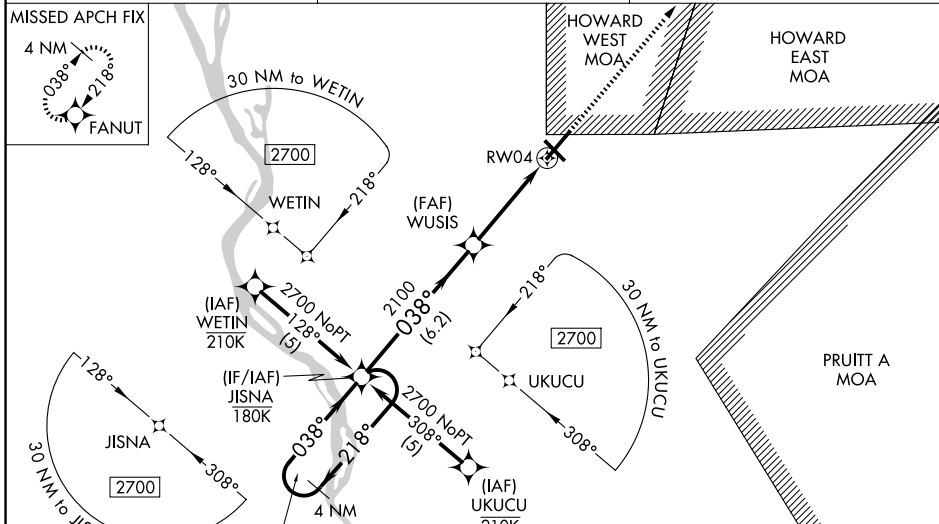 MISSED APCH FIX
4 NM
038°
218°
FANUT
30 NM to WETIN
2700
128°
218°
WETIN
HOWARD
WEST
MOA
HOWARD
EAST
MOA
RW04
(FAF)
WUSIS
2100
038°
(6.2)
(IAF)
WETIN
210K
2700 NoPT
128°
(5)
(IF/IAF)
JISNA
180K
218°
30 NM to UKUCU
2700
UKUCU
308°
PRUITT A
MOA
128°
JISNA
308°
2700
30 NM to
038°
218°
4 NM
2700 NoPT
308°
(5)
(IAF)
UKUCU